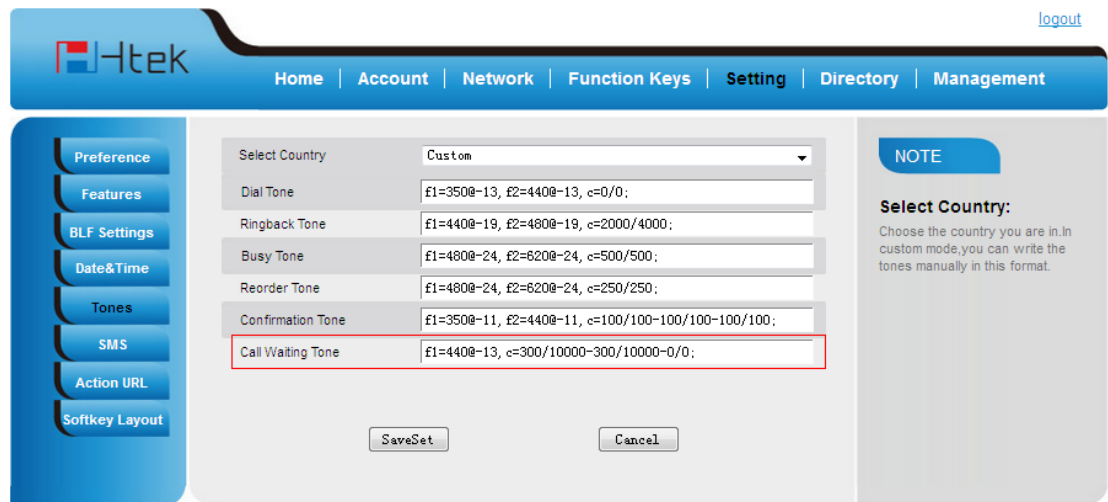 logout
Htek
Home | Account | Network | Function Keys | Setting | Directory | Management
Preference
Features
BLF Settings
Date&Time
Tones
SMS
Action URL
Softkey Layout
Select Country Custom
Dial Tone f1=350@-13, f2=440@-13, c=0/0;
Ringback Tone f1=440@-19, f2=480@-19, c=2000/4000;
Busy Tone f1=480@-24, f2=620@-24, c=500/500;
Reorder Tone f1=480@-24, f2=620@-24, c=250/250;
Confirmation Tone f1=350@-11, f2=440@-11, c=100/100-100/100-100/100;
Call Waiting Tone f1=440@-13, c=300/10000-300/10000-0/0;
SaveSet Cancel
NOTE
Select Country:
Choose the country you are in.In
custom mode,you can write the
tones manually in this format.